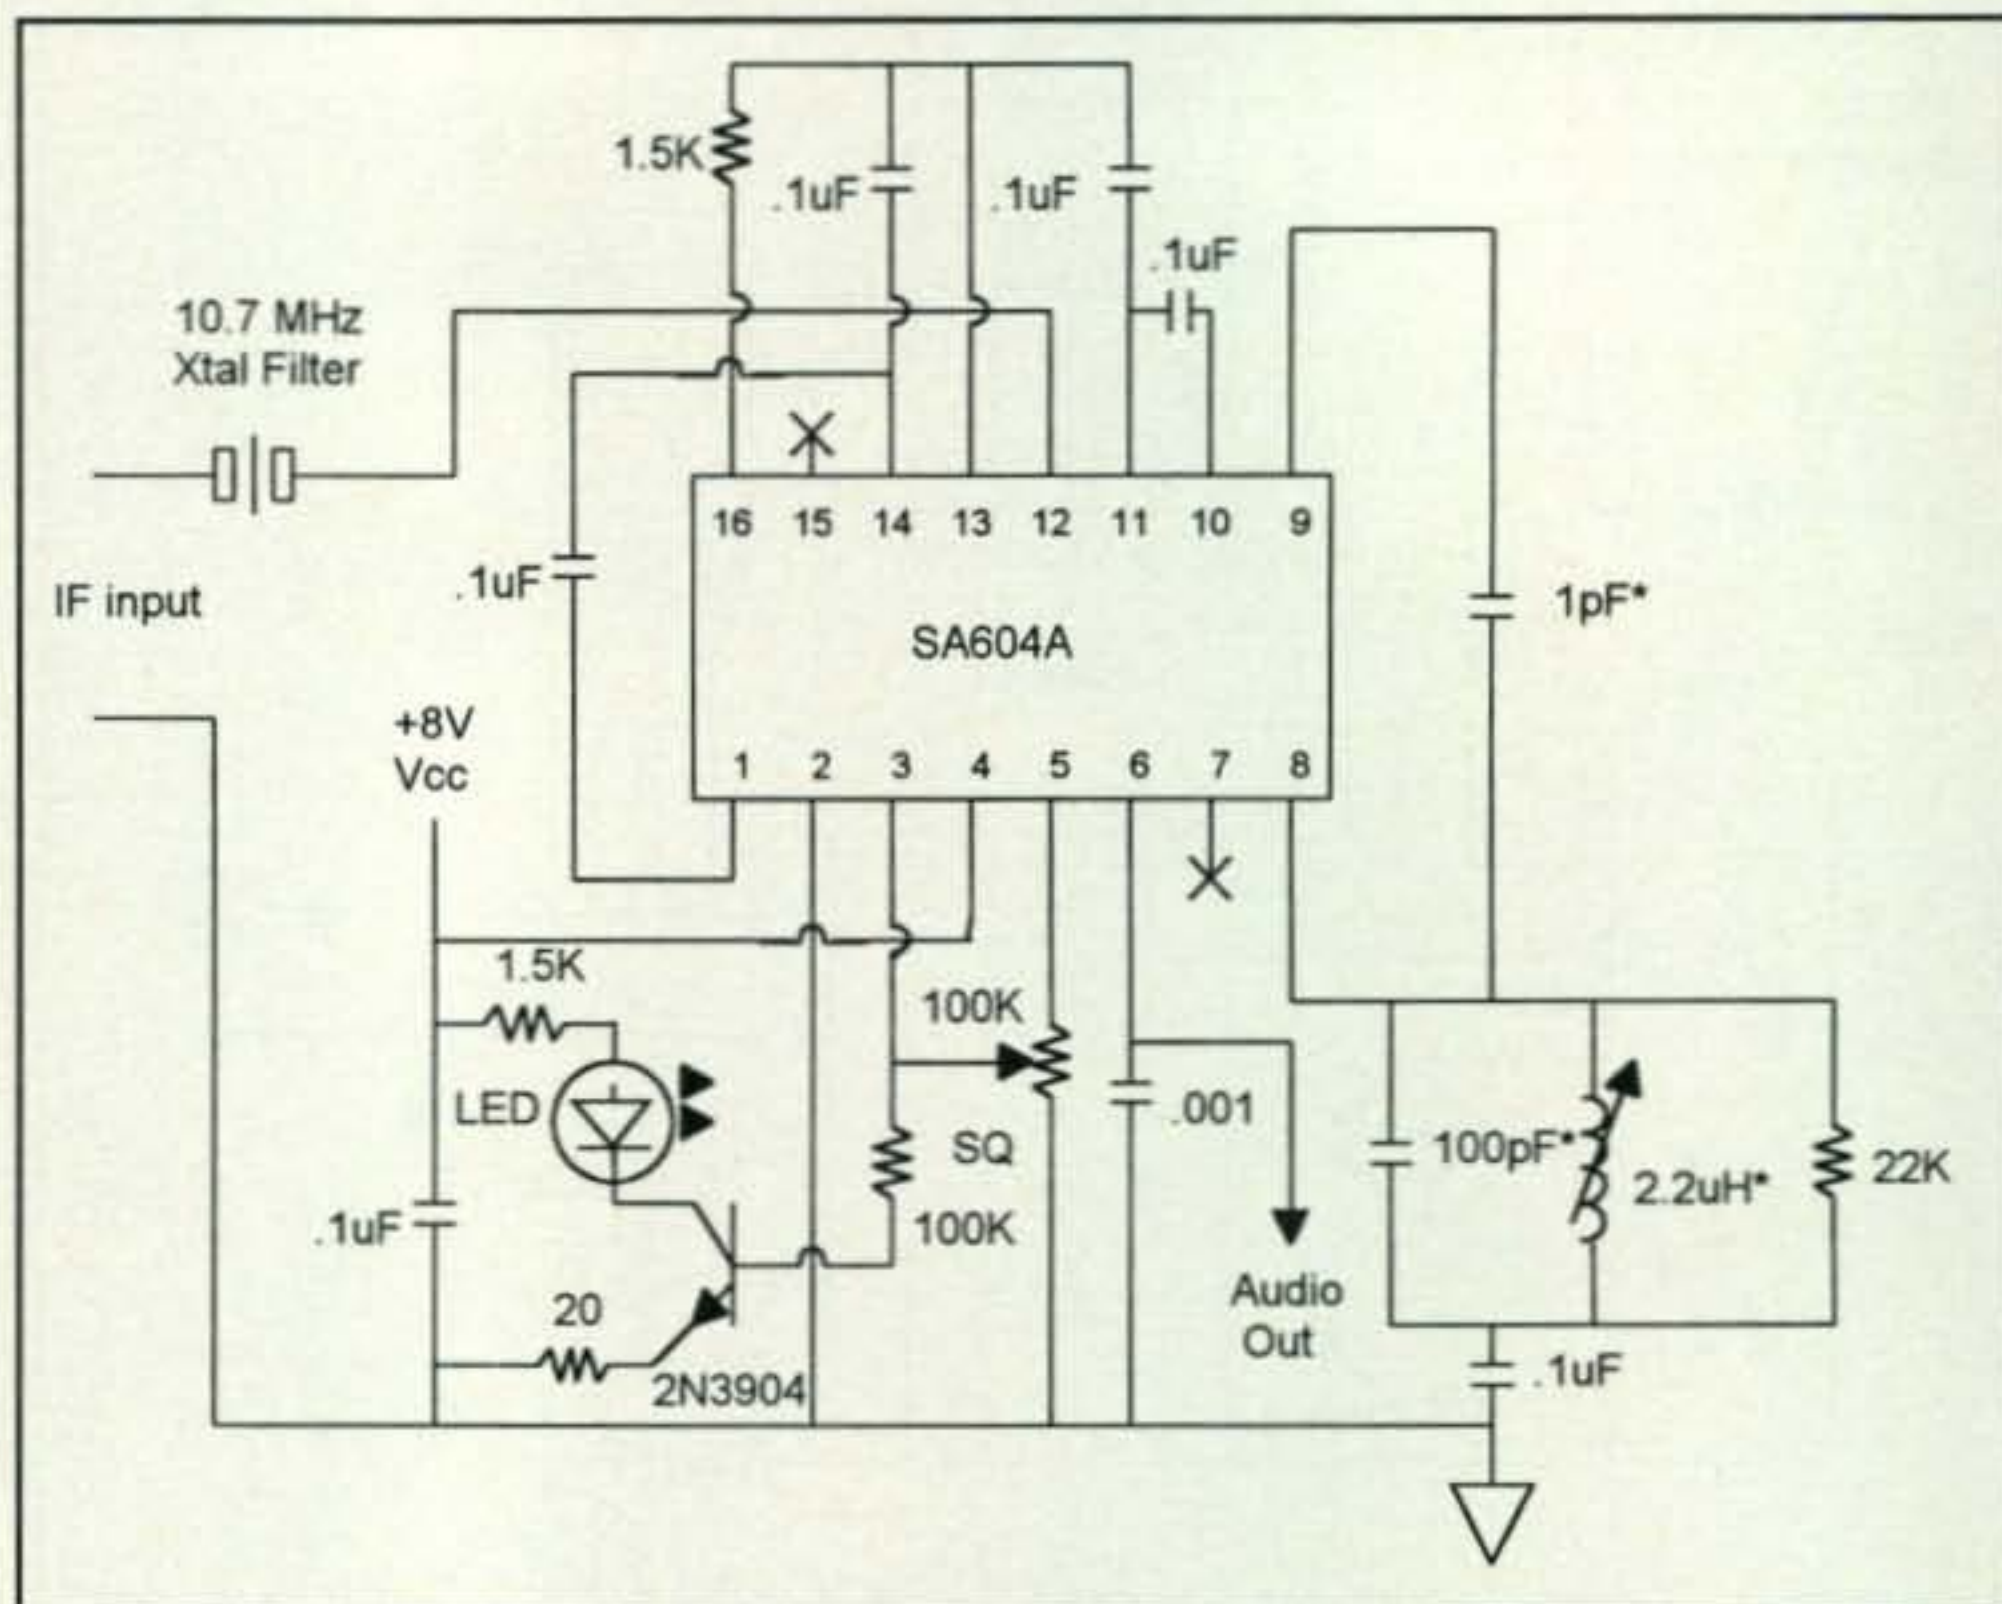 1.5K
.1uF
.1uF
.1uF
10.7 MHz
Xtal Filter
16 15 14 13 12 11 10 9
.1uF
IF input
SA604A
1pF*
+8V
Vcc
1 2 3 4 5 6 7 8
1.5K
100K
LED
.001
SQ
100pF*
2.2uH*
22K
.1uF
100K
20
Audio
Out
2N3904
.1uF